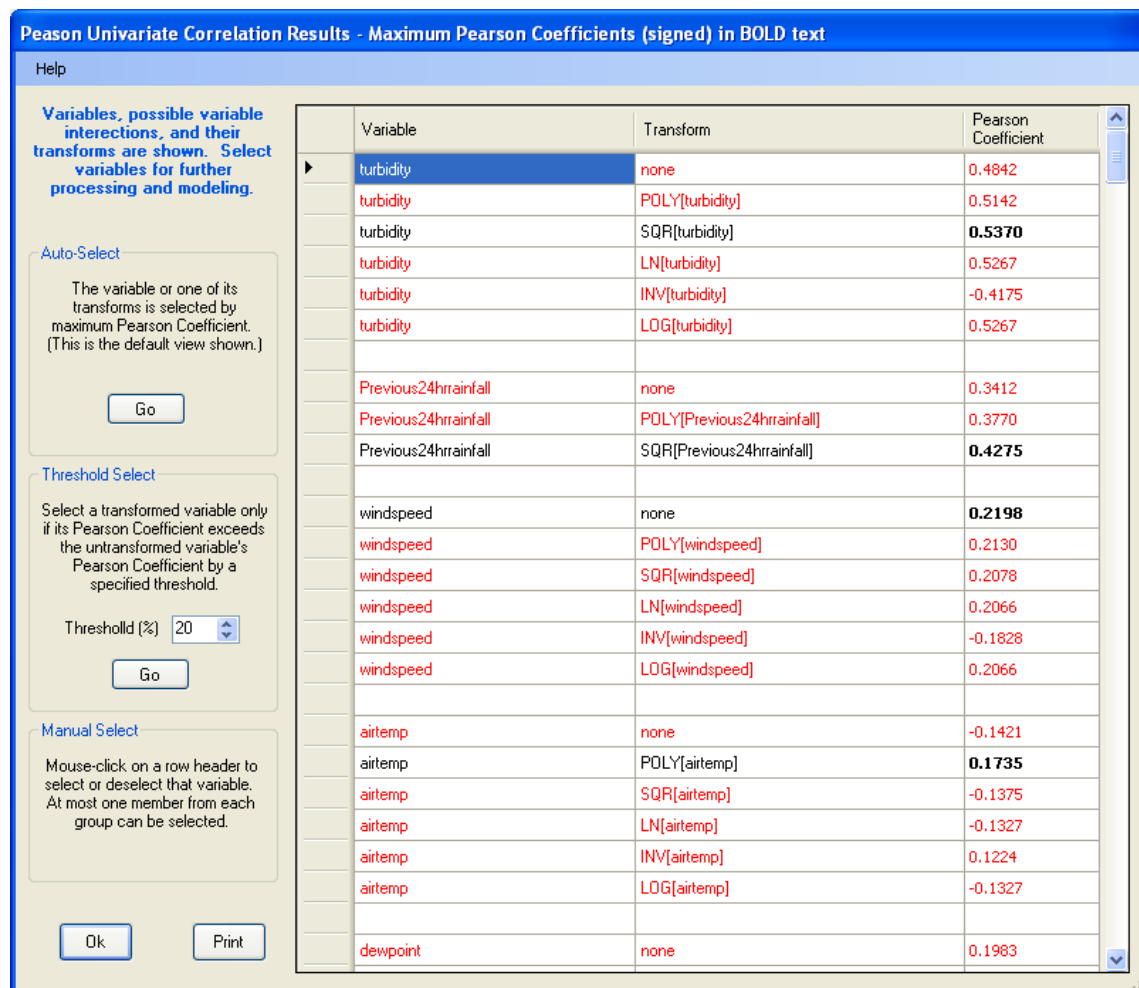 Peason Univariate Correlation Results - Maximum Pearson Coefficients (signed) in BOLD text
Help
Variables, possible variable
interections, and their
transforms are shown. Select
variables for further
processing and modeling.
Auto-Select
The variable or one of its
transforms is selected by
maximum Pearson Coefficient.
(This is the default view shown.)
Go
Threshold Select
Select a transformed variable only
if its Pearson Coefficient exceeds
the untransformed variable's
Pearson Coefficient by a
specified threshold.
Thresholld (%) 20
Go
Manual Select
Mouse-click on a row header to
select or deselect that variable.
At most one member from each
group can be selected.
Ok Print
Variable Transform Pearson
Coefficient
turbidity none 0.4842
turbidity POLY[turbidity] 0.5142
turbidity SQR[turbidity] 0.5370
turbidity LN[turbidity] 0.5267
turbidity INV[turbidity] -0.4175
turbidity LOG[turbidity] 0.5267
Previous24hrrainfall none 0.3412
Previous24hrrainfall POLY[Previous24hrrainfall] 0.3770
Previous24hrrainfall SQR[Previous24hrrainfall] 0.4275
windspeed none 0.2198
windspeed POLY[windspeed] 0.2130
windspeed SQR[windspeed] 0.2078
windspeed LN[windspeed] 0.2066
windspeed INV[windspeed] -0.1828
windspeed LOG[windspeed] 0.2066
airtemp none -0.1421
airtemp POLY[airtemp] 0.1735
airtemp SQR[airtemp] -0.1375
airtemp LN[airtemp] -0.1327
airtemp INV[airtemp] 0.1224
airtemp LOG[airtemp] -0.1327
dewpoint none 0.1983